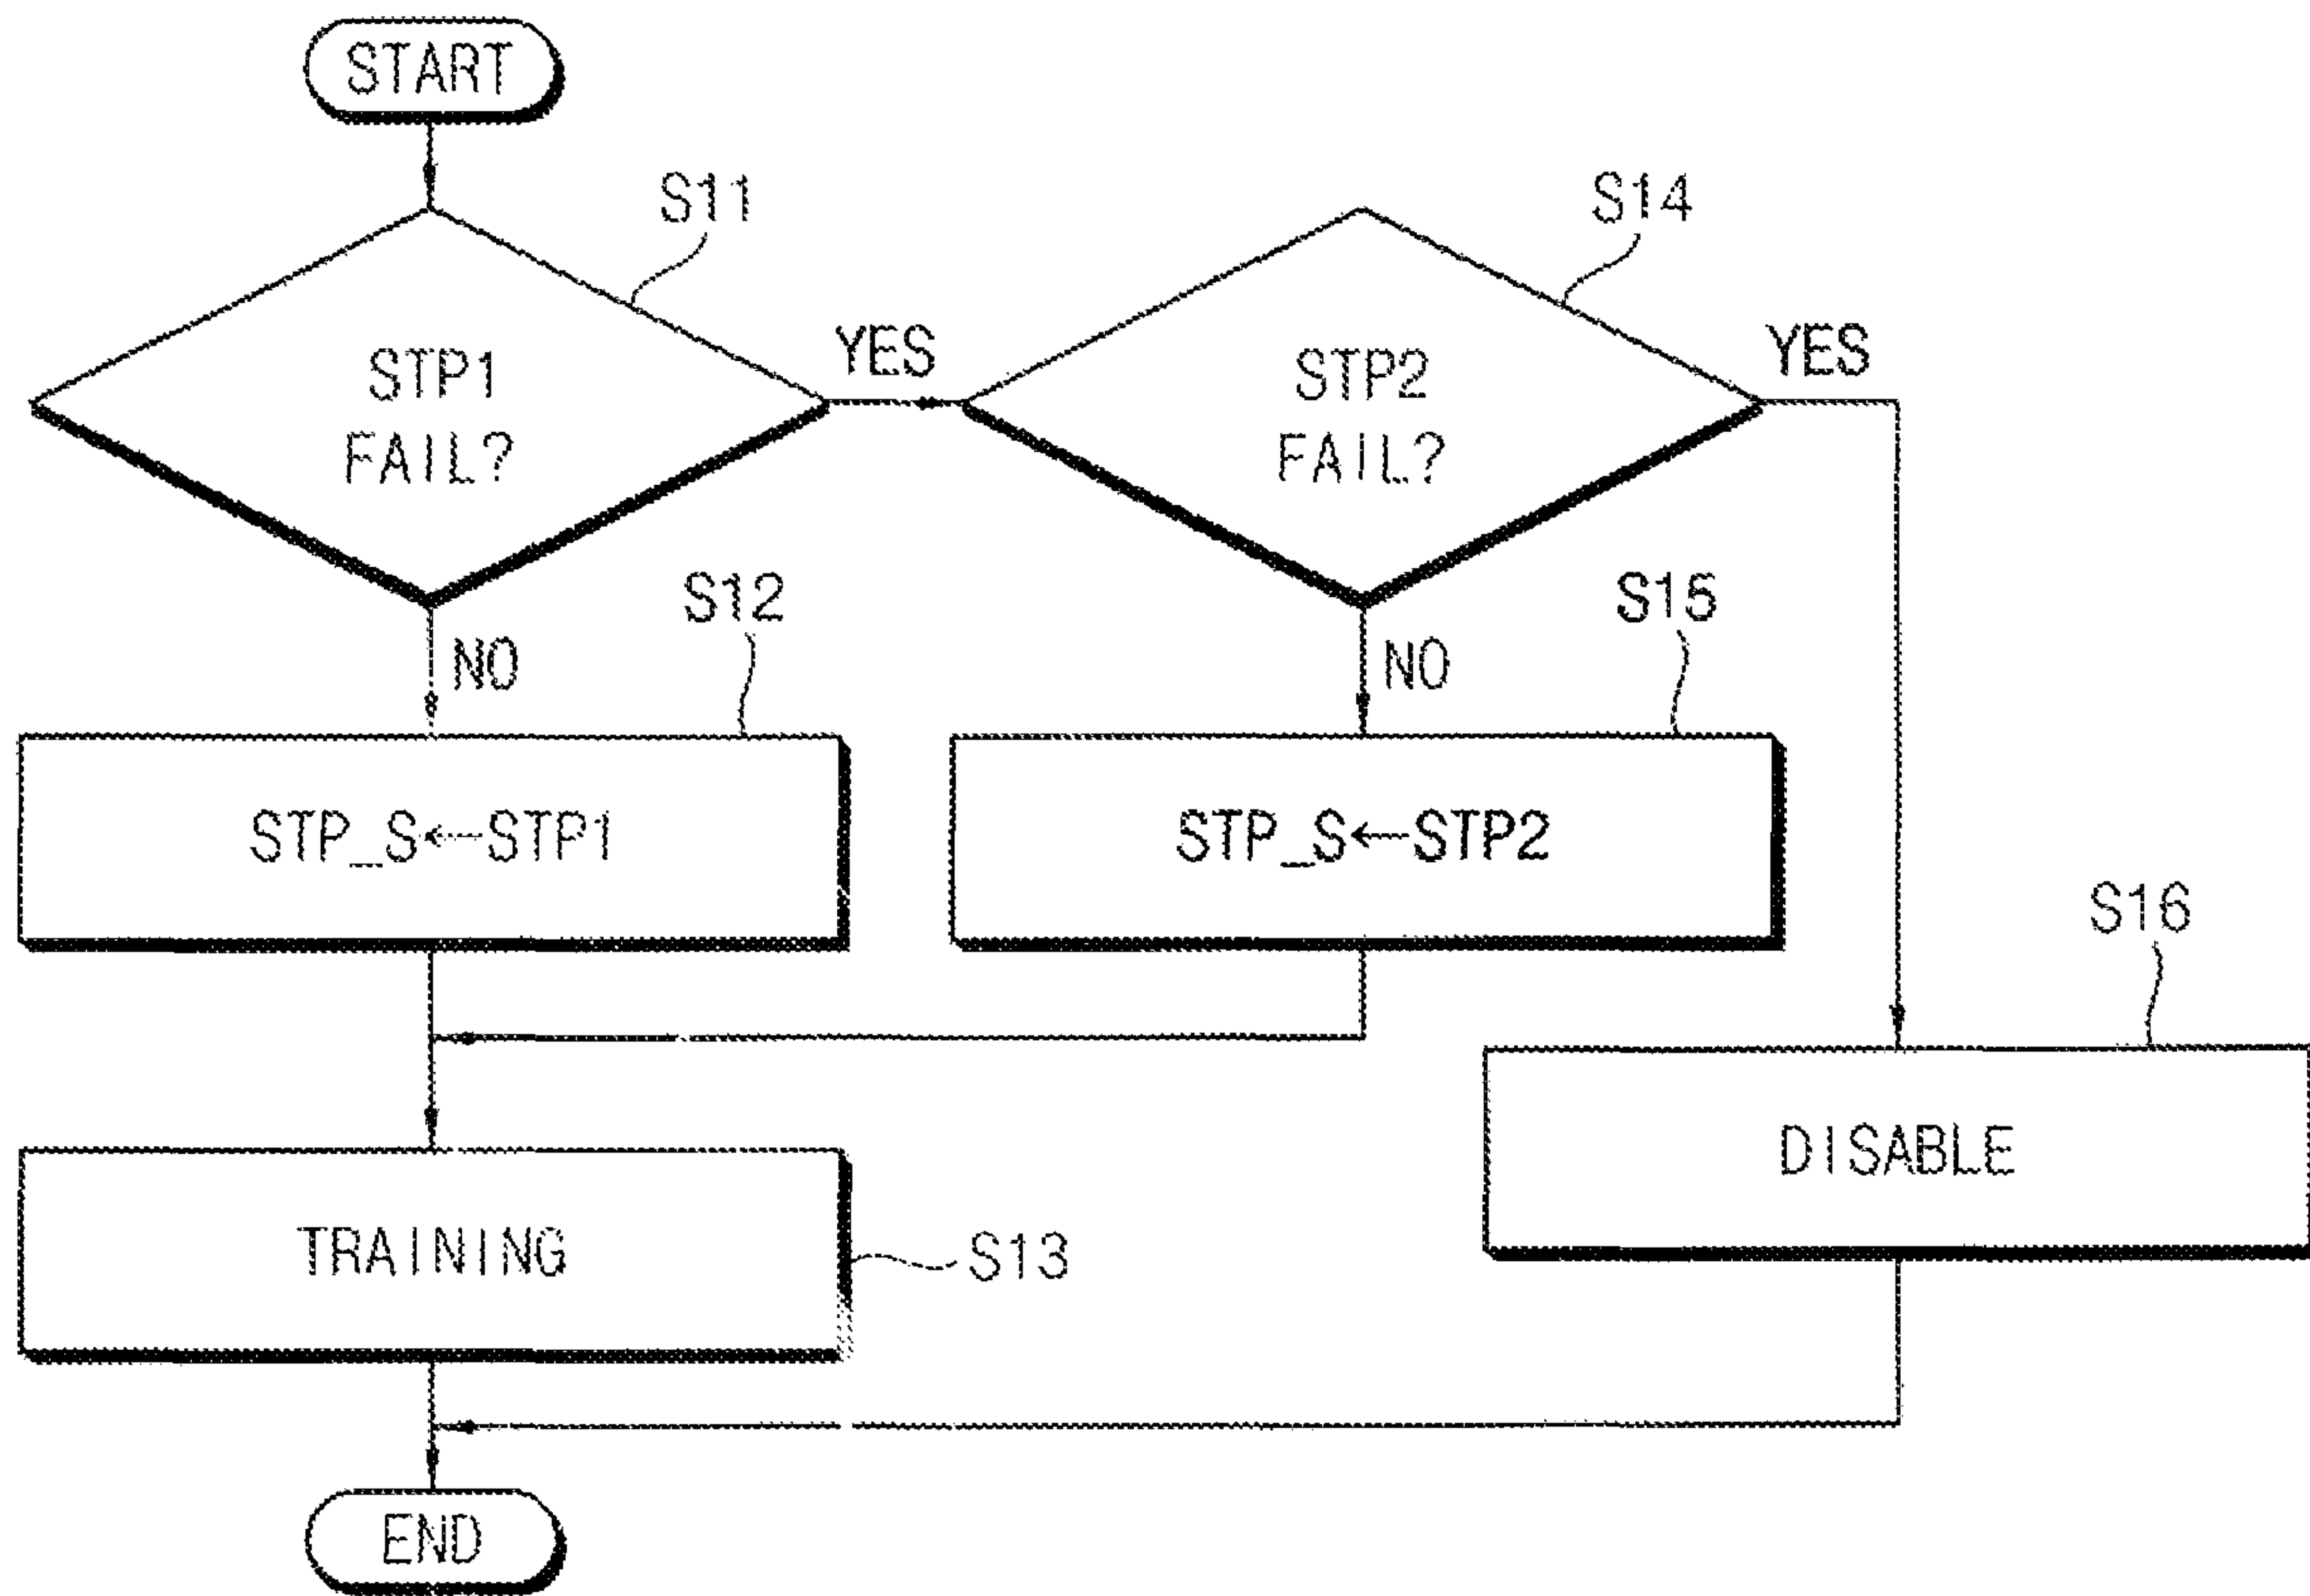 START
S11
S14
STP1
FAIL?
YES
STP2
FAIL?
YES
S12
S15
NO
NO
STP_S←STP1
STP_S←STP2
S16
DISABLE
TRAINING
S13
END